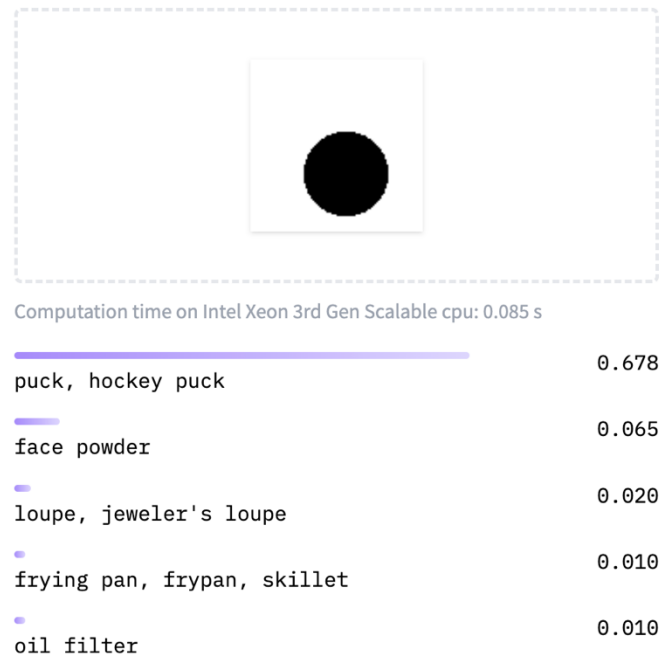 Computation time on Intel Xeon 3rd Gen Scalable cpu: 0.085 s
puck, hockey puck 0.678
face powder 0.065
loupe, jeweler's loupe 0.020
frying pan, frypan, skillet 0.010
oil filter 0.010